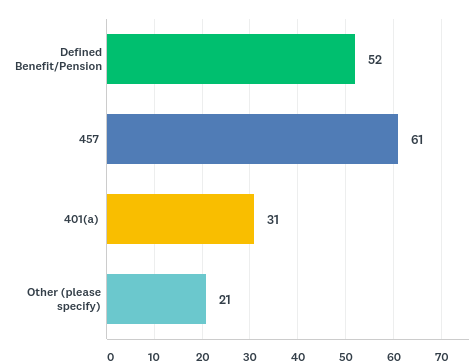 Defined
Benefit/Pension
52
457
61
401(a)
31
Other (please
specify)
21
0 10 20 30 40 50 60 70